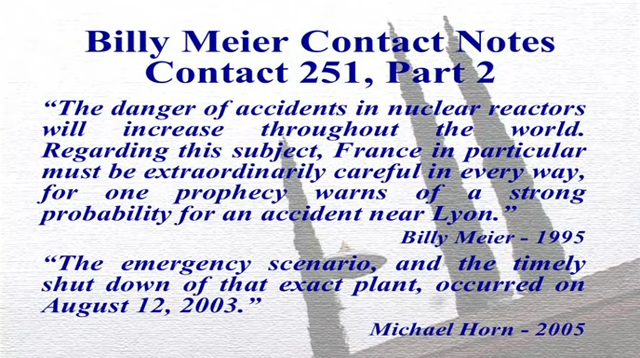 Billy Meier Contact Notes
Contact 251, Part 2
“The danger of accidents in nuclear reactors
will increase throughout the world.
Regarding this subject, France in particular
must be extraordinarily careful in every way,
for one prophecy warns of a strong
probability for an accident near Lyon.”
Billy Meier - 1995
“The emergency scenario, and the timely
shut down of that exact plant, occurred on
August 12, 2003.”
Michael Horn - 2005